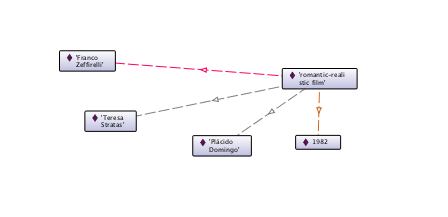 'Franco
Zeffirelli'
'romantic-reali
stic film'
'Teresa
Stratas'
'Plácido
Domingo'
1982